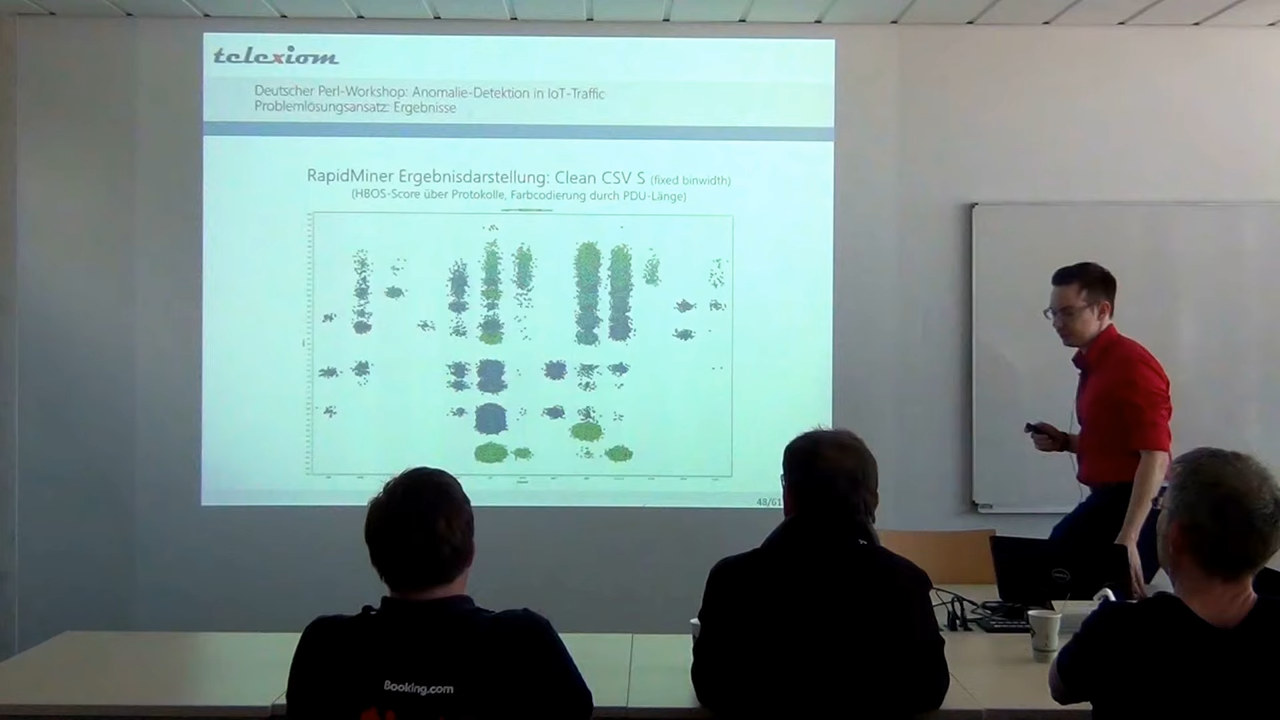 telexiom
Deutscher Perl-Workshop: Anomalie-Detektion in IoT-Traffic
Problemlösungsansatz: Ergebnisse
RapidMiner Ergebnisdarstellung: Clean CSV S (fixed binwidth)
(HBOS-Score über Protokolle, Farbcodierung durch PDU-Länge)
48/61
DELL
Booking.com